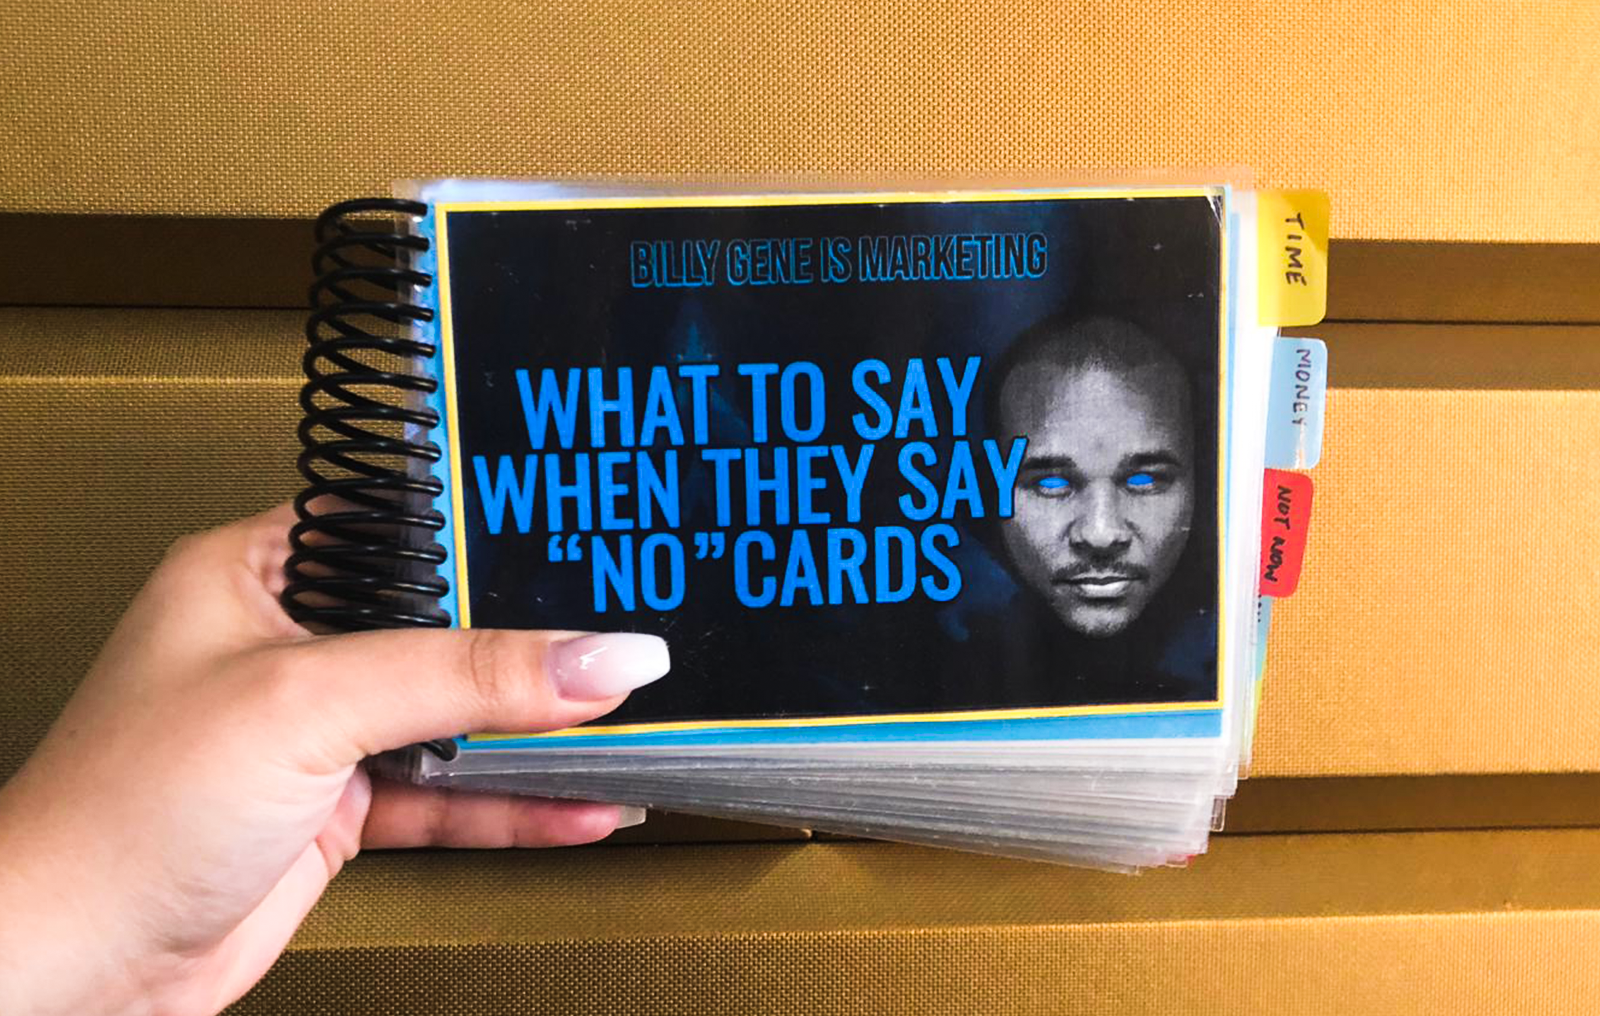 BILLY GENE IS MARKETING
WHAT TO SAY
WHEN THEY SAY
“NO” CARDS
TIME
MONEY
NOT NOW